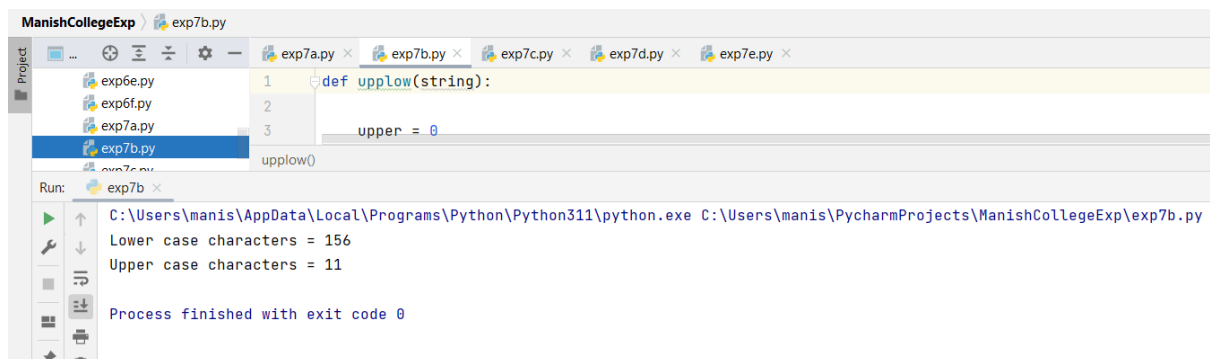 ManishCollegeExp > exp7b.py
Project
...
exp7a.py × exp7b.py × exp7c.py × exp7d.py × exp7e.py ×
exp6e.py
exp6f.py
exp7a.py
exp7b.py
exp7c.py
1 def upplow(string):
2
3 upper = 0
upplow()
Run: exp7b ×
C:\Users\manis\AppData\Local\Programs\Python\Python311\python.exe C:\Users\manis\PycharmProjects\ManishCollegeExp\exp7b.py
Lower case characters = 156
Upper case characters = 11
Process finished with exit code 0